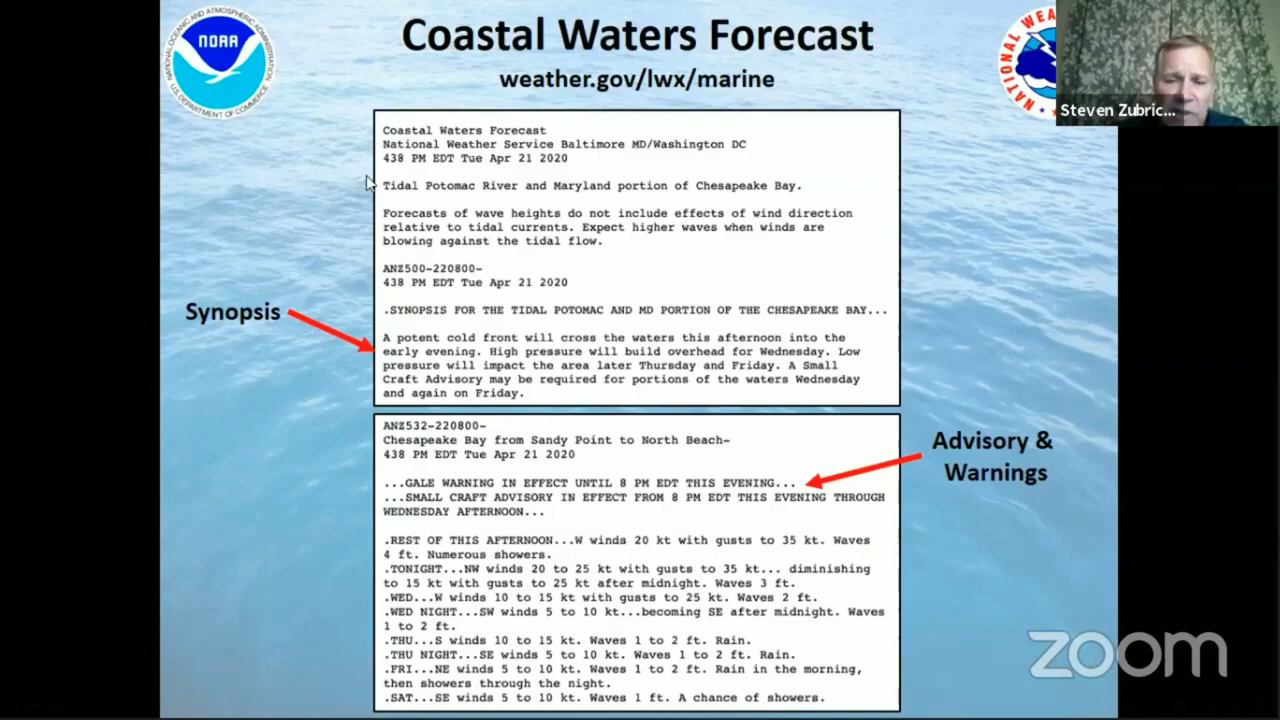 Coastal Waters Forecast
weather.gov/lwx/marine
NOAA
NATIONAL OCEANIC AND ATMOSPHERIC ADMINISTRATION
U.S. DEPARTMENT OF COMMERCE
NATIONAL WEA
Steven Zubric...
Coastal Waters Forecast
National Weather Service Baltimore MD/Washington DC
438 PM EDT Tue Apr 21 2020
Tidal Potomac River and Maryland portion of Chesapeake Bay.
Forecasts of wave heights do not include effects of wind direction
relative to tidal currents. Expect higher waves when winds are
blowing against the tidal flow.
ANZ500-220800-
438 PM EDT Tue Apr 21 2020
.SYNOPSIS FOR THE TIDAL POTOMAC AND MD PORTION OF THE CHESAPEAKE BAY...
Synopsis
A potent cold front will cross the waters this afternoon into the
early evening. High pressure will build overhead for Wednesday. Low
pressure will impact the area later Thursday and Friday. A Small
Craft Advisory may be required for portions of the waters Wednesday
and again on Friday.
ANZ532-220800-
Chesapeake Bay from Sandy Point to North Beach-
438 PM EDT Tue Apr 21 2020
Advisory &
Warnings
...GALE WARNING IN EFFECT UNTIL 8 PM EDT THIS EVENING...
...SMALL CRAFT ADVISORY IN EFFECT FROM 8 PM EDT THIS EVENING THROUGH
WEDNESDAY AFTERNOON...
.REST OF THIS AFTERNOON...W winds 20 kt with gusts to 35 kt. Waves
4 ft. Numerous showers.
.TONIGHT...NW winds 20 to 25 kt with gusts to 35 kt... diminishing
to 15 kt with gusts to 25 kt after midnight. Waves 3 ft.
.WED...W winds 10 to 15 kt with gusts to 25 kt. Waves 2 ft.
.WED NIGHT...SW winds 5 to 10 kt...becoming SE after midnight. Waves
1 to 2 ft.
.THU...S winds 10 to 15 kt. Waves 1 to 2 ft. Rain.
.THU NIGHT...SE winds 5 to 10 kt. Waves 1 to 2 ft. Rain.
.FRI...NE winds 5 to 10 kt. Waves 1 to 2 ft. Rain in the morning,
then showers through the night.
.SAT...SE winds 5 to 10 kt. Waves 1 ft. A chance of showers.
zoom